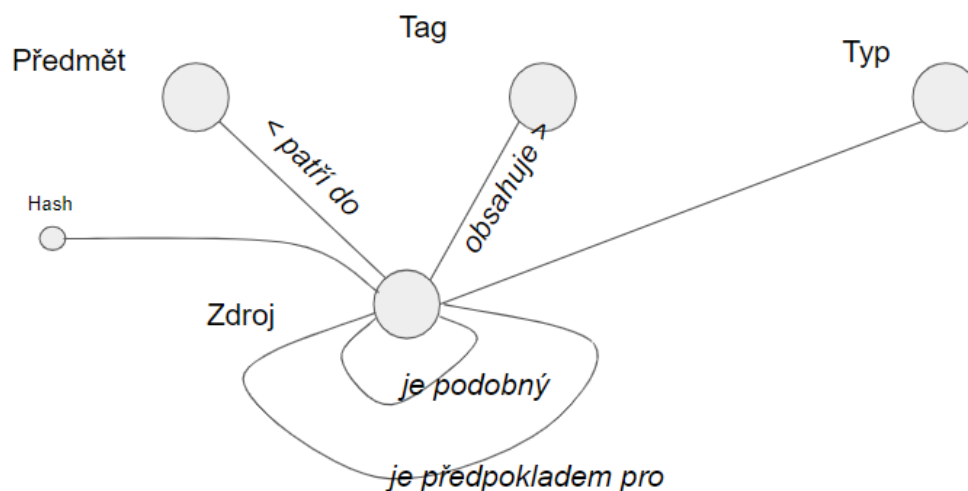 Tag
Předmět
Typ
< patří do
obsahuje >
Hash
Zdroj
je podobný
je předpokladem pro